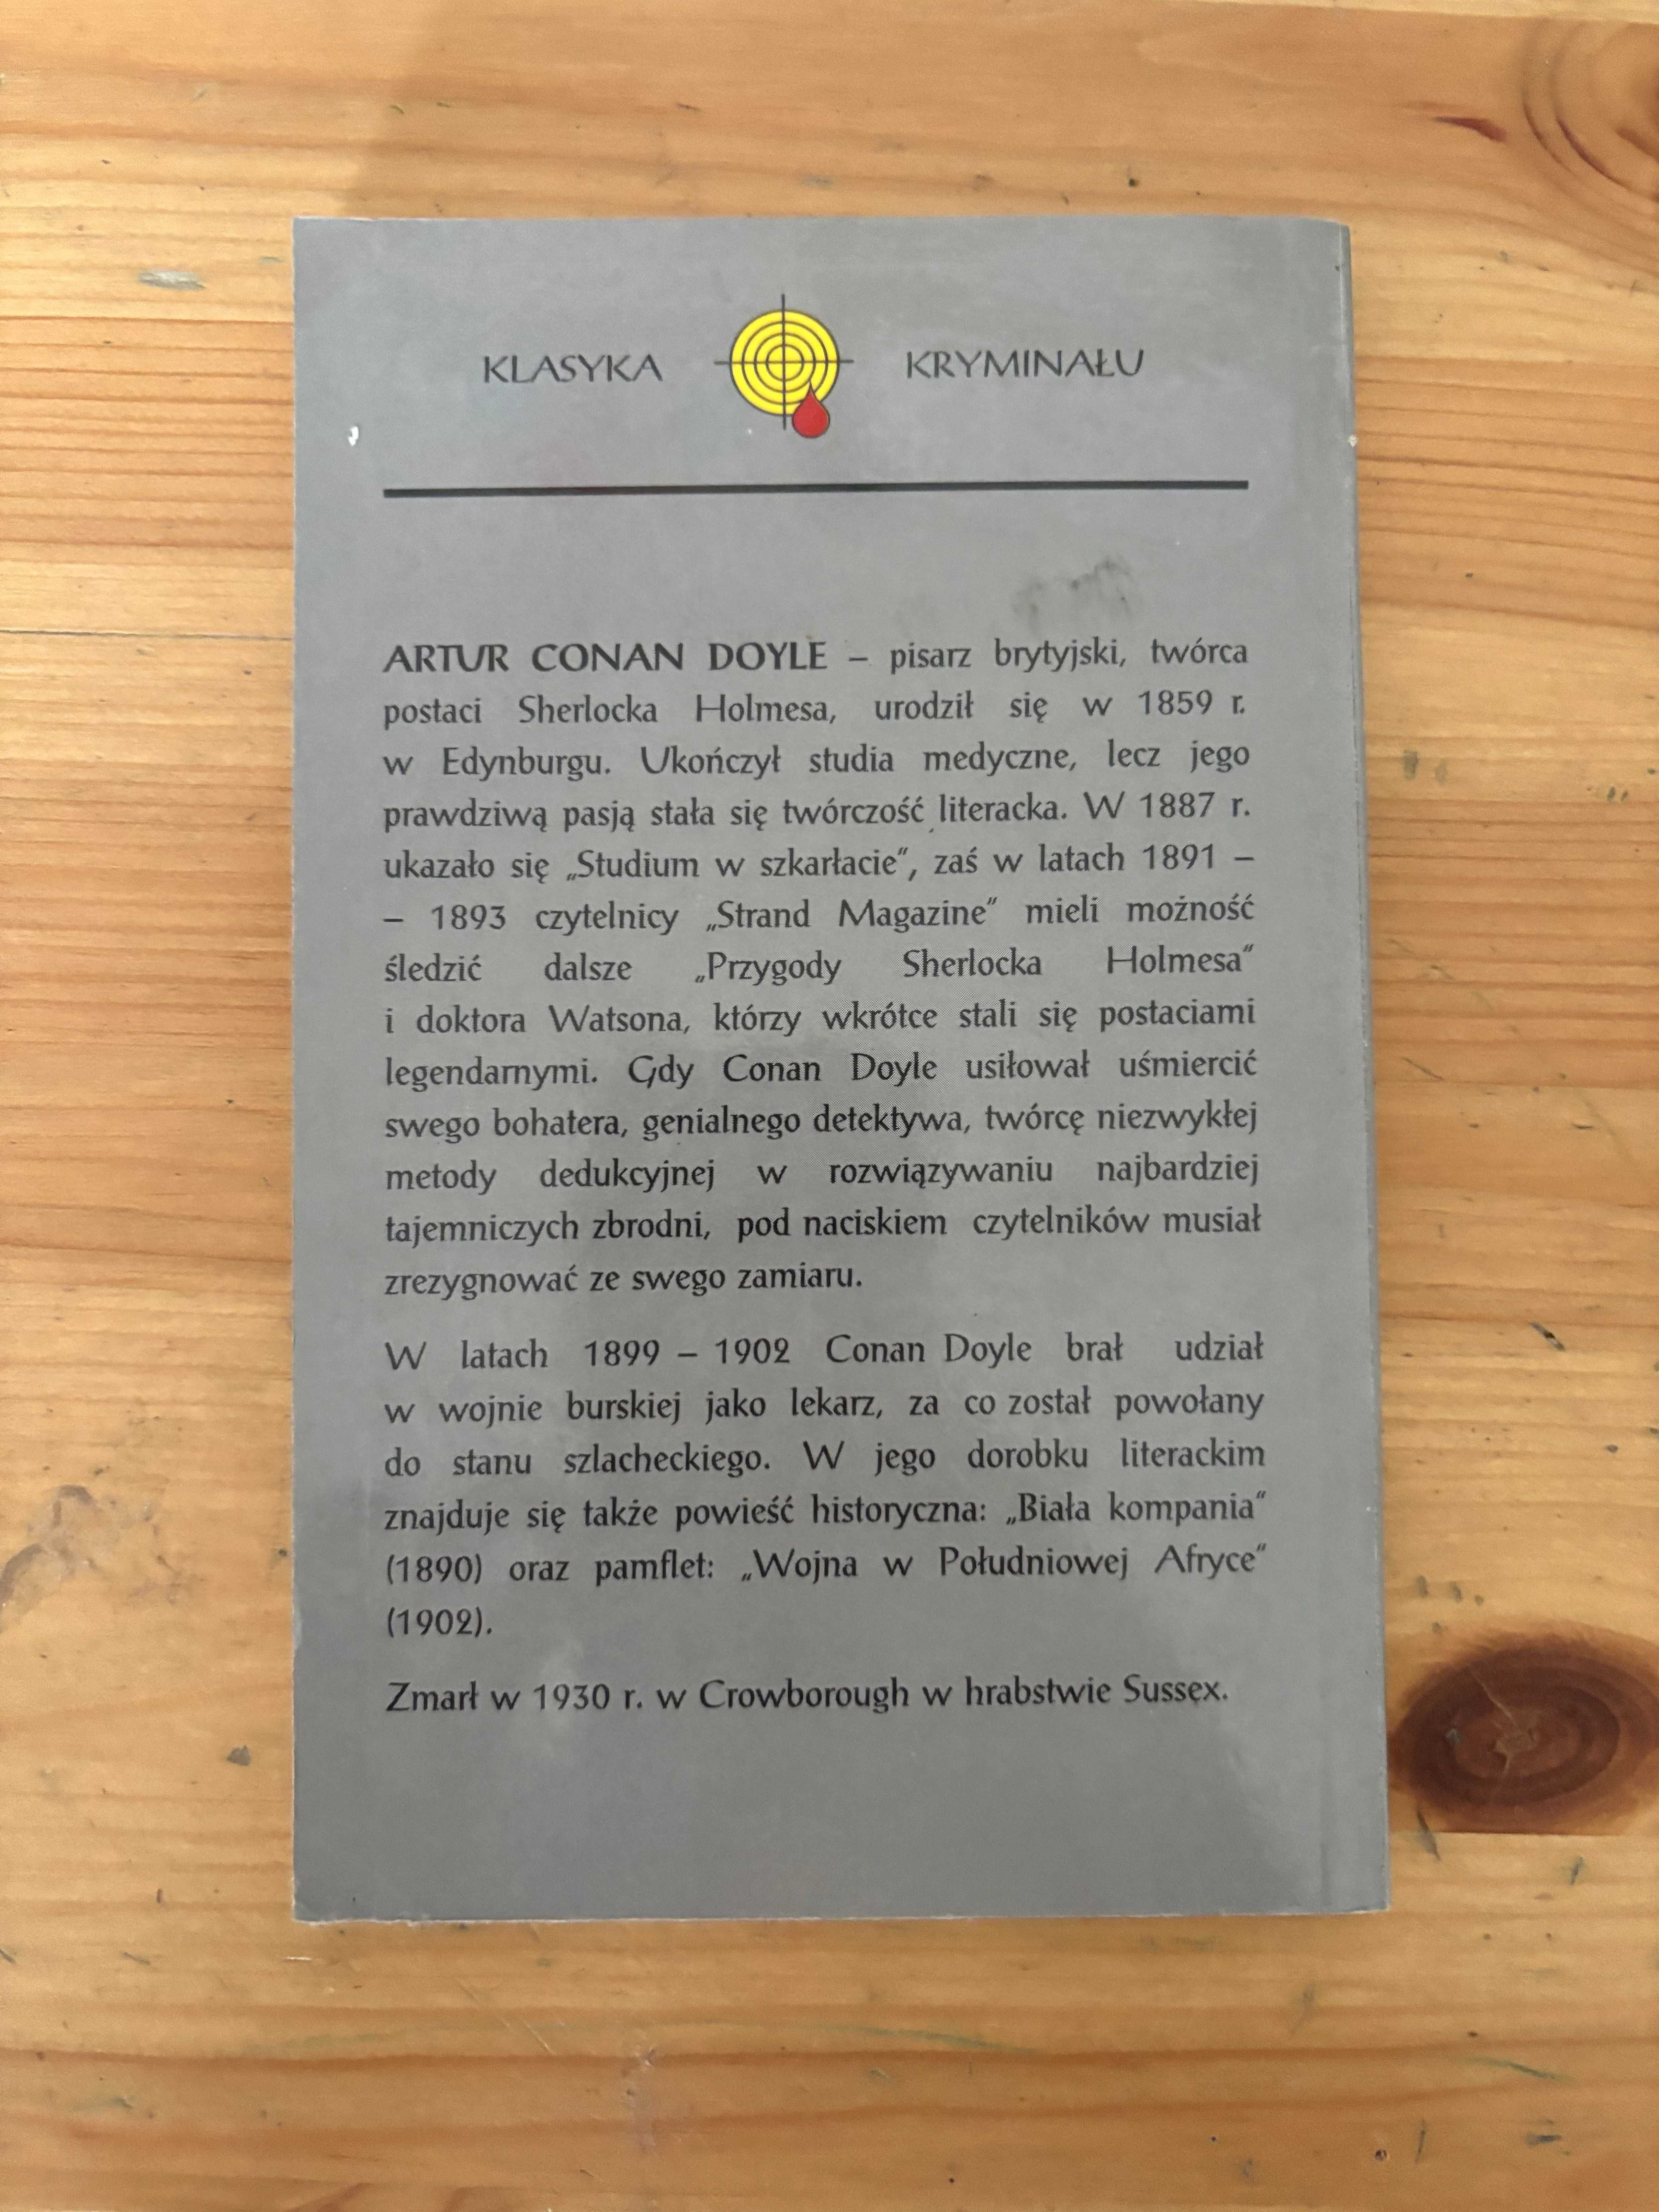 KLASYKA KRYMINAŁU
ARTUR CONAN DOYLE – pisarz brytyjski, twórca
postaci Sherlocka Holmesa, urodził się w 1859 r.
w Edynburgu. Ukończył studia medyczne, lecz jego
prawdziwą pasją stała się twórczość literacka. W 1887 r.
ukazało się „Studium w szkarłacie”, zaś w latach 1891 –
– 1893 czytelnicy „Strand Magazine” mieli możność
śledzić dalsze „Przygody Sherlocka Holmesa”
i doktora Watsona, którzy wkrótce stali się postaciami
legendarnymi. Gdy Conan Doyle usiłował uśmiercić
swego bohatera, genialnego detektywa, twórcę niezwykłej
metody dedukcyjnej w rozwiązywaniu najbardziej
tajemniczych zbrodni, pod naciskiem czytelników musiał
zrezygnować ze swego zamiaru.
W latach 1899 – 1902 Conan Doyle brał udział
w wojnie burskiej jako lekarz, za co został powołany
do stanu szlacheckiego. W jego dorobku literackim
znajduje się także powieść historyczna: „Biała kompania”
(1890) oraz pamflet: „Wojna w Południowej Afryce”
(1902).
Zmarł w 1930 r. w Crowborough w hrabstwie Sussex.